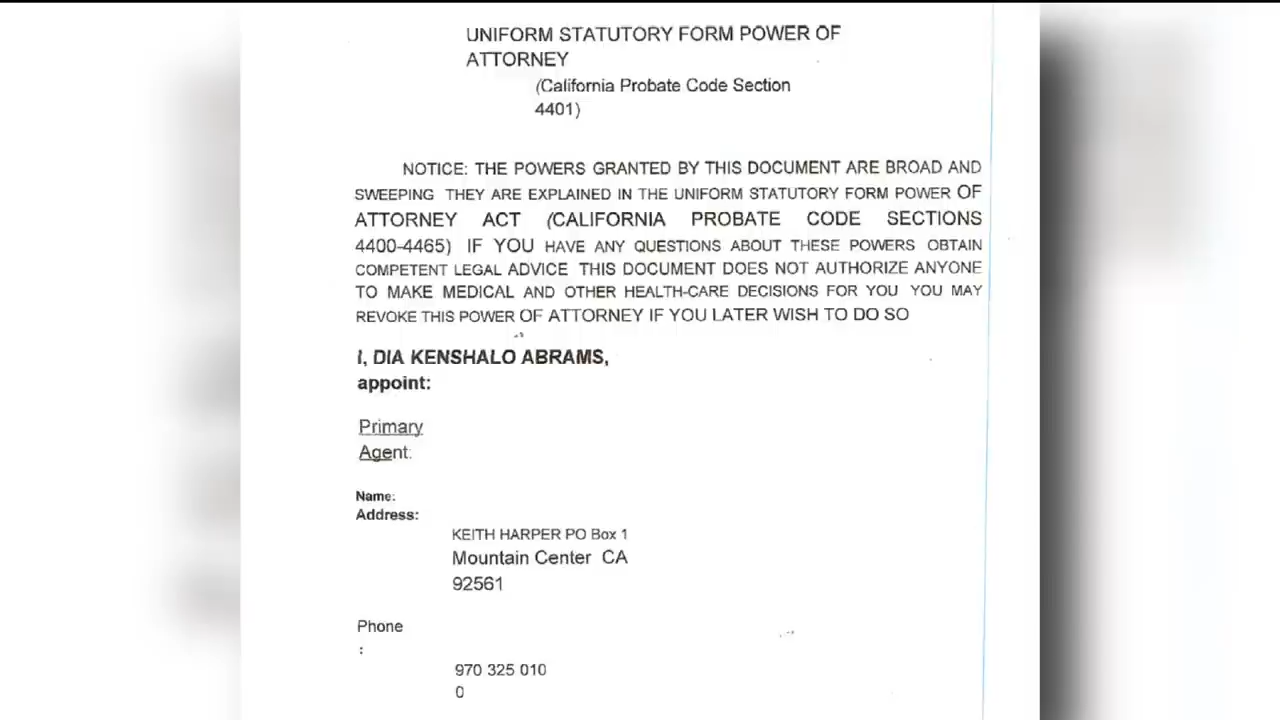 UNIFORM STATUTORY FORM POWER OF
ATTORNEY
(California Probate Code Section
4401)
NOTICE: THE POWERS GRANTED BY THIS DOCUMENT ARE BROAD AND
SWEEPING THEY ARE EXPLAINED IN THE UNIFORM STATUTORY FORM POWER OF
ATTORNEY ACT (CALIFORNIA PROBATE CODE SECTIONS
4400-4465) IF YOU HAVE ANY QUESTIONS ABOUT THESE POWERS OBTAIN
COMPETENT LEGAL ADVICE THIS DOCUMENT DOES NOT AUTHORIZE ANYONE
TO MAKE MEDICAL AND OTHER HEALTH-CARE DECISIONS FOR YOU YOU MAY
REVOKE THIS POWER OF ATTORNEY IF YOU LATER WISH TO DO SO
I, DIA KENSHALO ABRAMS,
appoint:
Primary
Agent:
Name:
Address:
KEITH HARPER PO Box 1
Mountain Center CA
92561
Phone
:
970 325 010
0